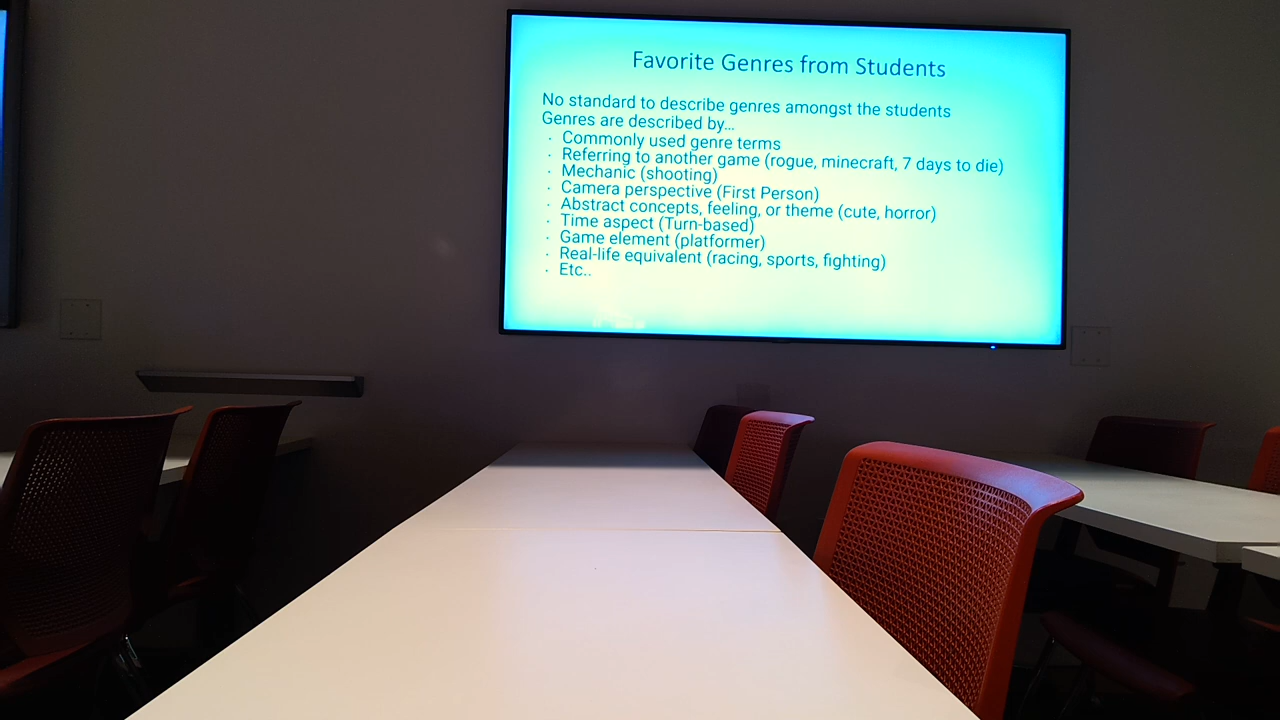 Favorite Genres from Students
No standard to describe genres amongst the students
Genres are described by...
· Commonly used genre terms
· Referring to another game (rogue, minecraft, 7 days to die)
· Mechanic (shooting)
· Camera perspective (First Person)
· Abstract concepts, feeling, or theme (cute, horror)
· Time aspect (Turn-based)
· Game element (platformer)
· Real-life equivalent (racing, sports, fighting)
· Etc..